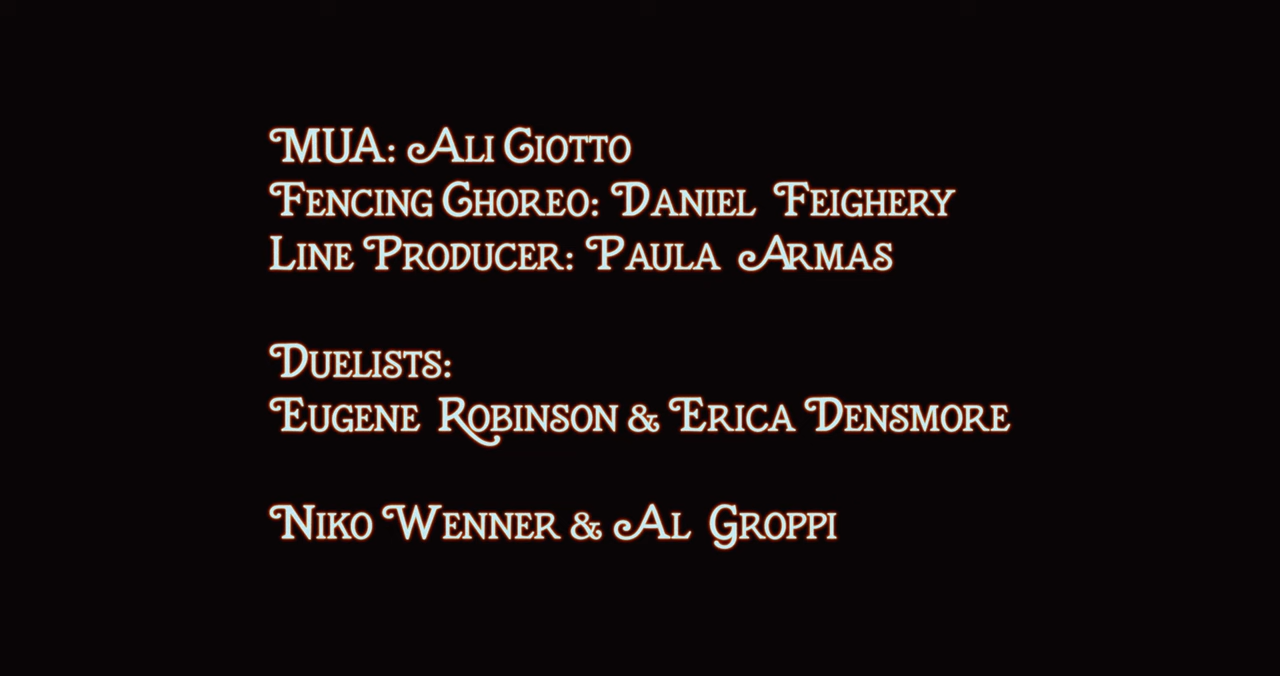 MUA: Ali Giotto
Fencing Choreo: Daniel Feighery
Line Producer: Paula Armas
Duelists:
Eugene Robinson & Erica Densmore
Niko Wenner & Al Groppi